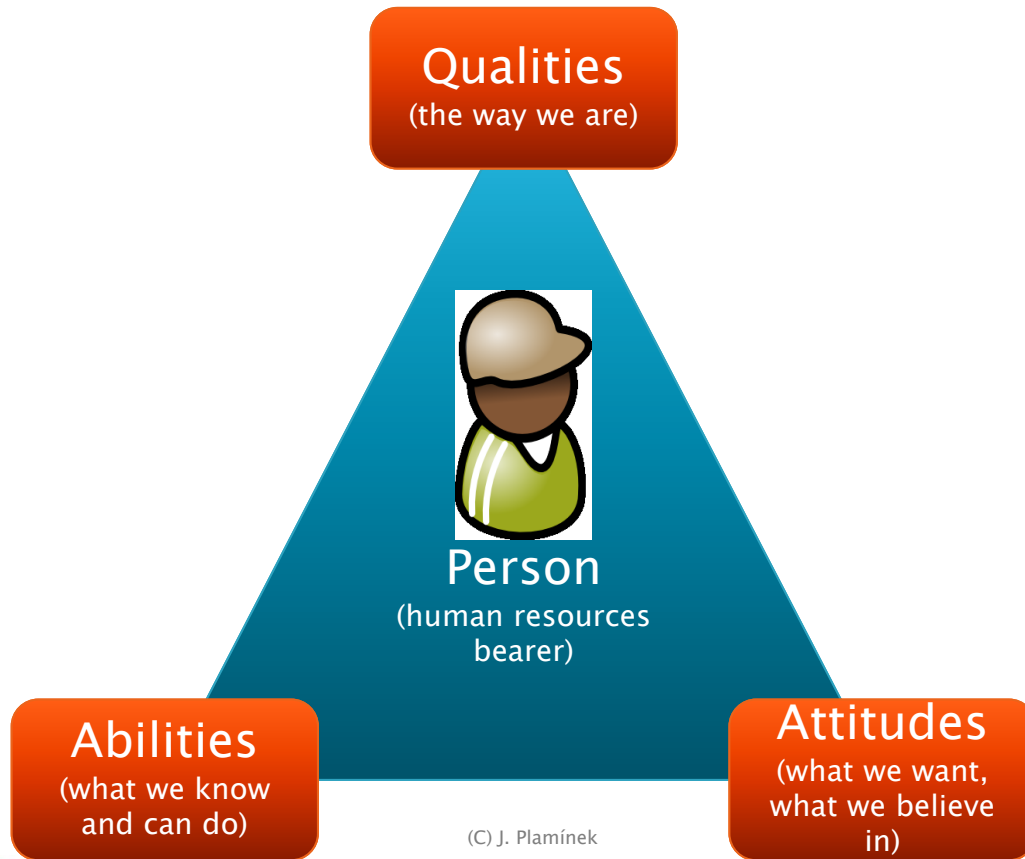 Qualities
(the way we are)
Person
(human resources
bearer)
Abilities
(what we know
and can do)
Attitudes
(what we want,
what we believe
in)
(C) J. Plamínek